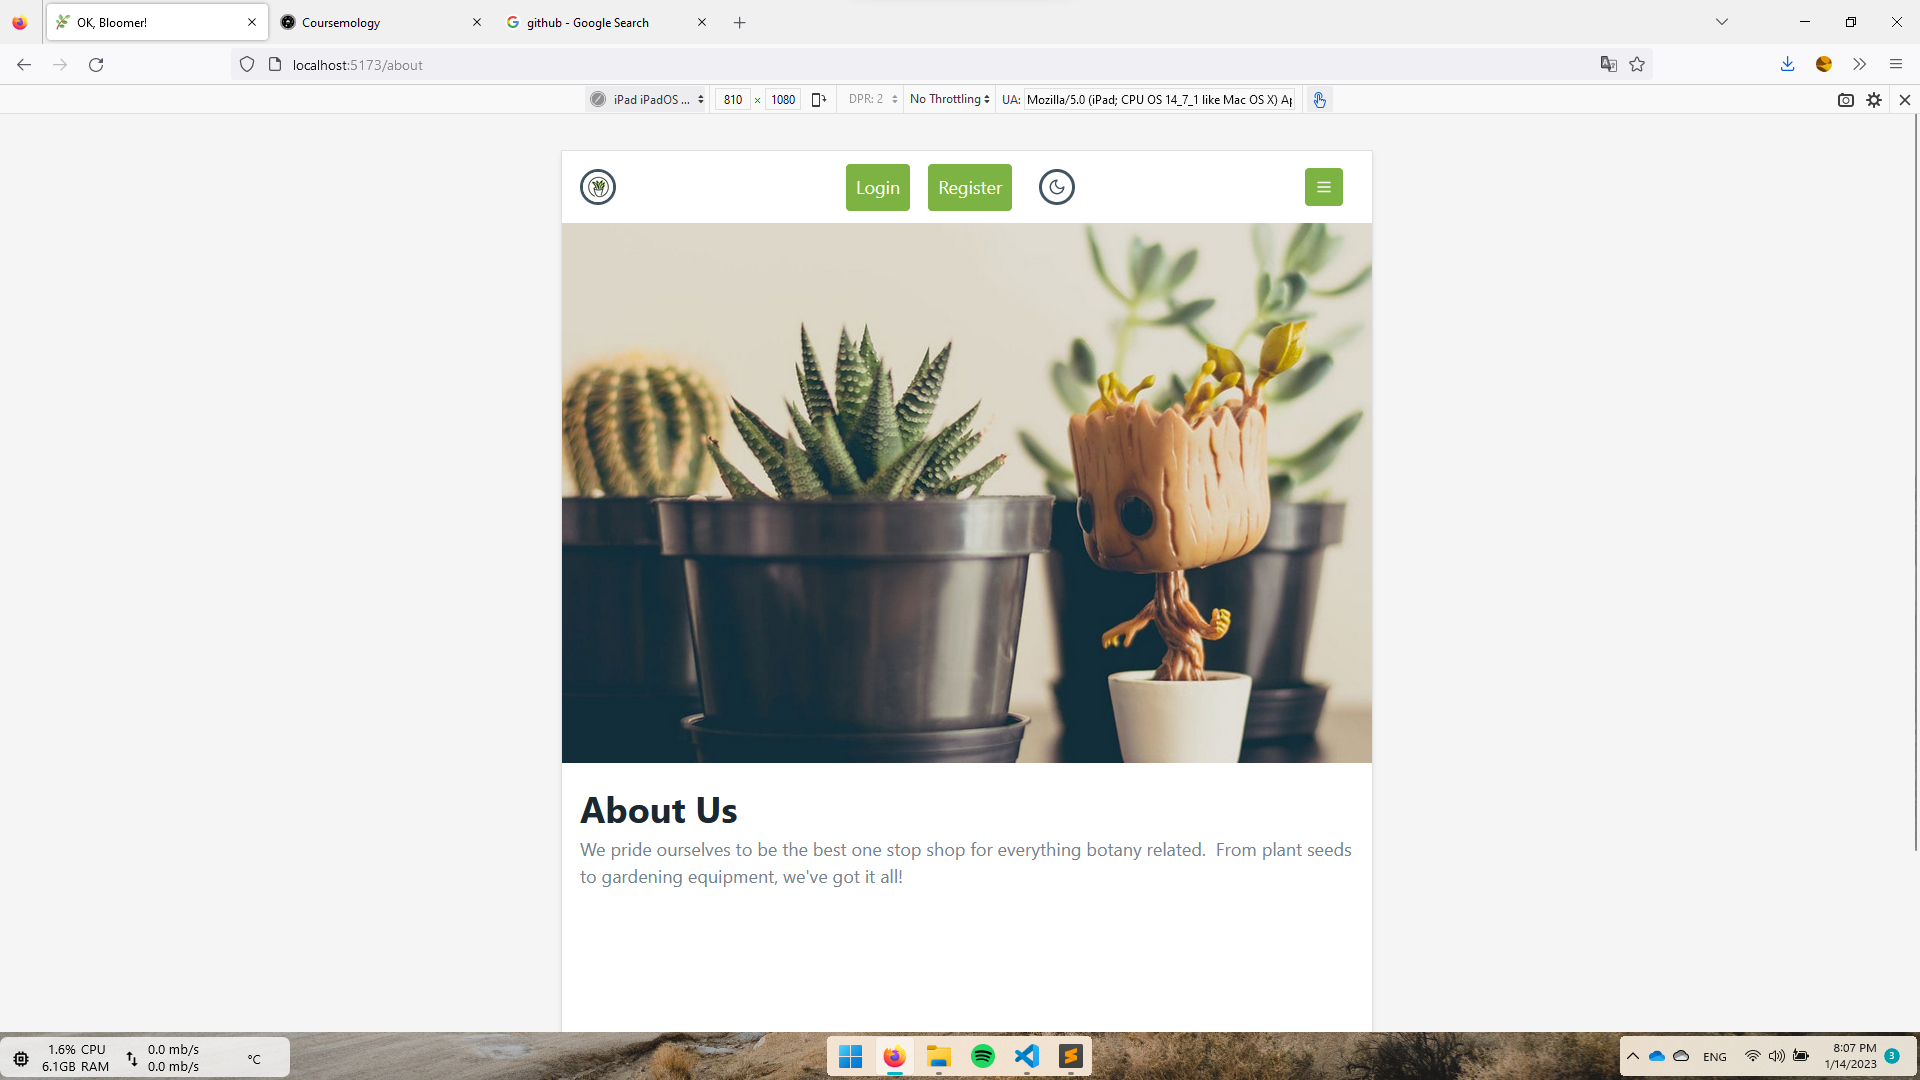 OK, Bloomer!
Coursemology
github - Google Search
localhost:5173/about
iPad iPadOS ...
810 × 1080
DPR: 2
No Throttling
UA: Mozilla/5.0 (iPad; CPU OS 14_7_1 like Mac OS X) Ap
Login
Register
About Us
We pride ourselves to be the best one stop shop for everything botany related. From plant seeds
to gardening equipment, we've got it all!
1.6% CPU
6.1GB RAM
0.0 mb/s
0.0 mb/s
°C
ENG
8:07 PM
1/14/2023
3